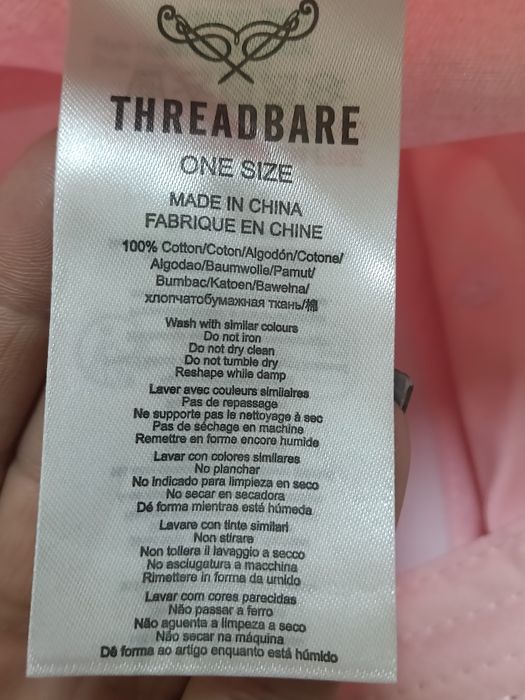 THREADBARE
ONE SIZE
MADE IN CHINA
FABRIQUE EN CHINE
100% Cotton/Coton/Algodón/Cotone/
Algodao/Baumwolle/Pamut/
Bumbac/Katoen/Bawełna/
хлопчатобумажная ткань/棉
Wash with similar colours
Do not iron
Do not dry clean
Do not tumble dry
Reshape while damp
Laver avec couleurs similaires
Pas de repassage
Ne supporte pas le nettoyage à sec
Pas de séchage en machine
Remettre en forme encore humide
Lavar con colores similares
No planchar
No indicado para limpieza en seco
No secar en secadora
Dé forma mientras esté húmeda
Lavare con tinte similari
Non stirare
Non tollera il lavaggio a secco
No asciugatura a macchina
Rimettere in forma da umido
Lavar com cores parecidas
Não passar a ferro
Não aguenta a limpeza a seco
Não secar na máquina
Dê forma ao artigo enquanto está húmido